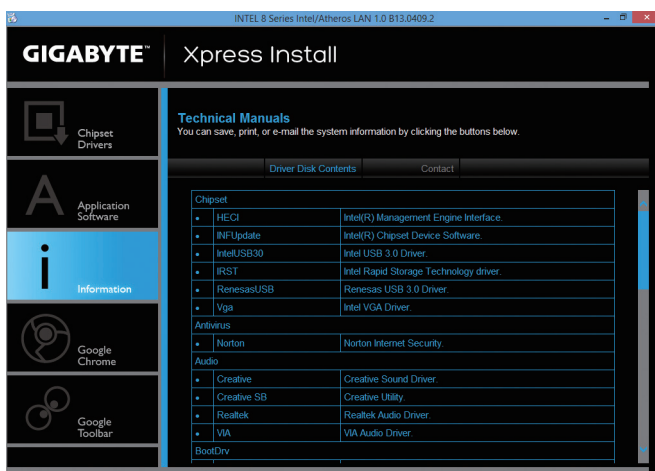 INTEL 8 Series Intel/Atheros LAN 1.0 B13.0409.2
GIGABYTE™ Xpress Install
Chipset
Drivers
Application
Software
Information
Google
Chrome
Google
Toolbar
Technical Manuals
You can save, print, or e-mail the system information by clicking the buttons below.
Driver Disk Contents Contact
Chipset
• HECI Intel(R) Management Engine Interface.
• INFUpdate Intel(R) Chipset Device Software.
• IntelUSB30 Intel USB 3.0 Driver.
• IRST Intel Rapid Storage Technology driver.
• RenesasUSB Renesas USB 3.0 Driver.
• Vga Intel VGA Driver.
Antivirus
• Norton Norton Internet Security.
Audio
• Creative Creative Sound Driver.
• Creative SB Creative Utility.
• Realtek Realtek Audio Driver.
• VIA VIA Audio Driver.
BootDrv